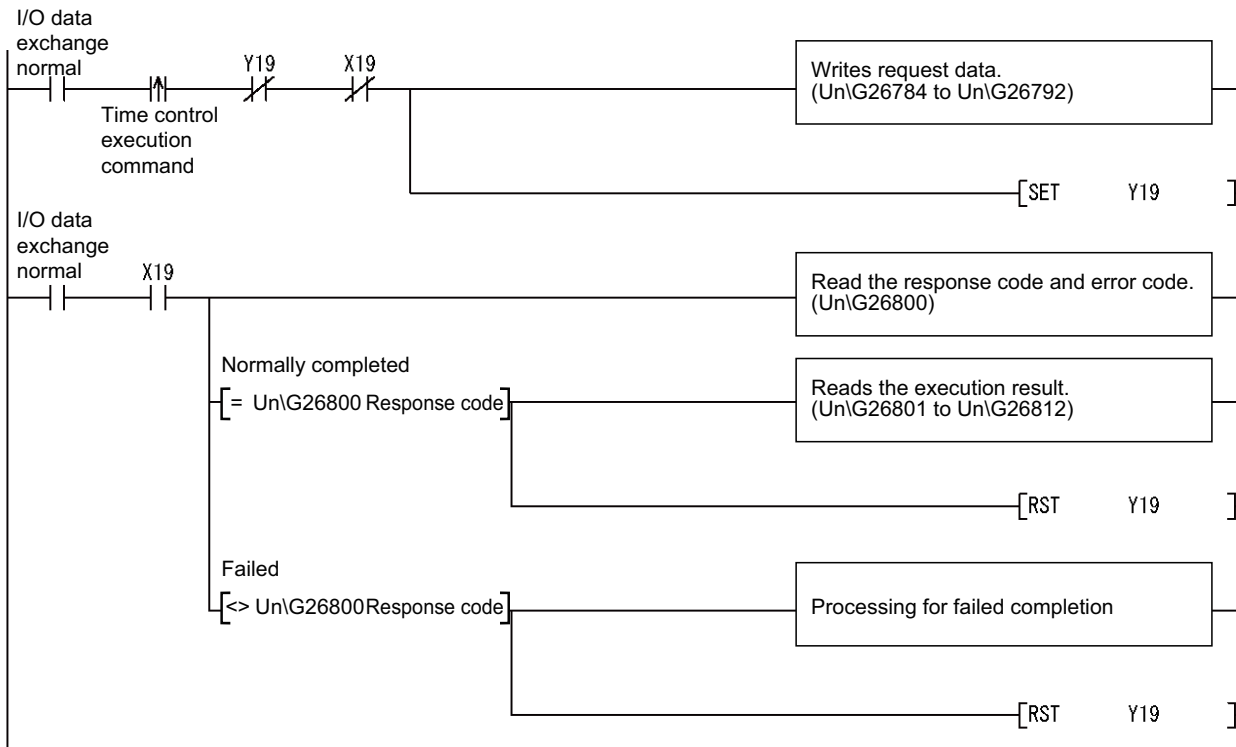 I/O data
exchange
normal
Y19
X19
Time control
execution
command
Writes request data.
(Un\G26784 to Un\G26792)
[SET Y19 ]
I/O data
exchange
normal
X19
Read the response code and error code.
(Un\G26800)
Normally completed
[= Un\G26800 Response code]
Reads the execution result.
(Un\G26801 to Un\G26812)
[RST Y19 ]
Failed
[<> Un\G26800Response code]
Processing for failed completion
[RST Y19 ]